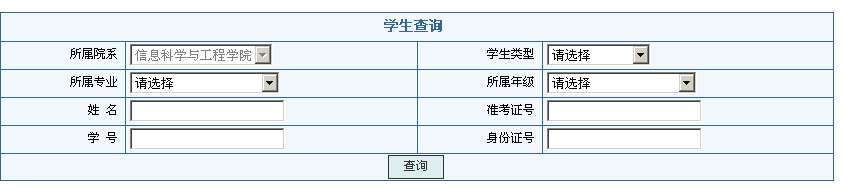 学生查询
所属院系 信息科学与工程学院 学生类型 请选择
所属专业 请选择 所属年级 请选择
姓 名 准考证号
学 号 身份证号
查询